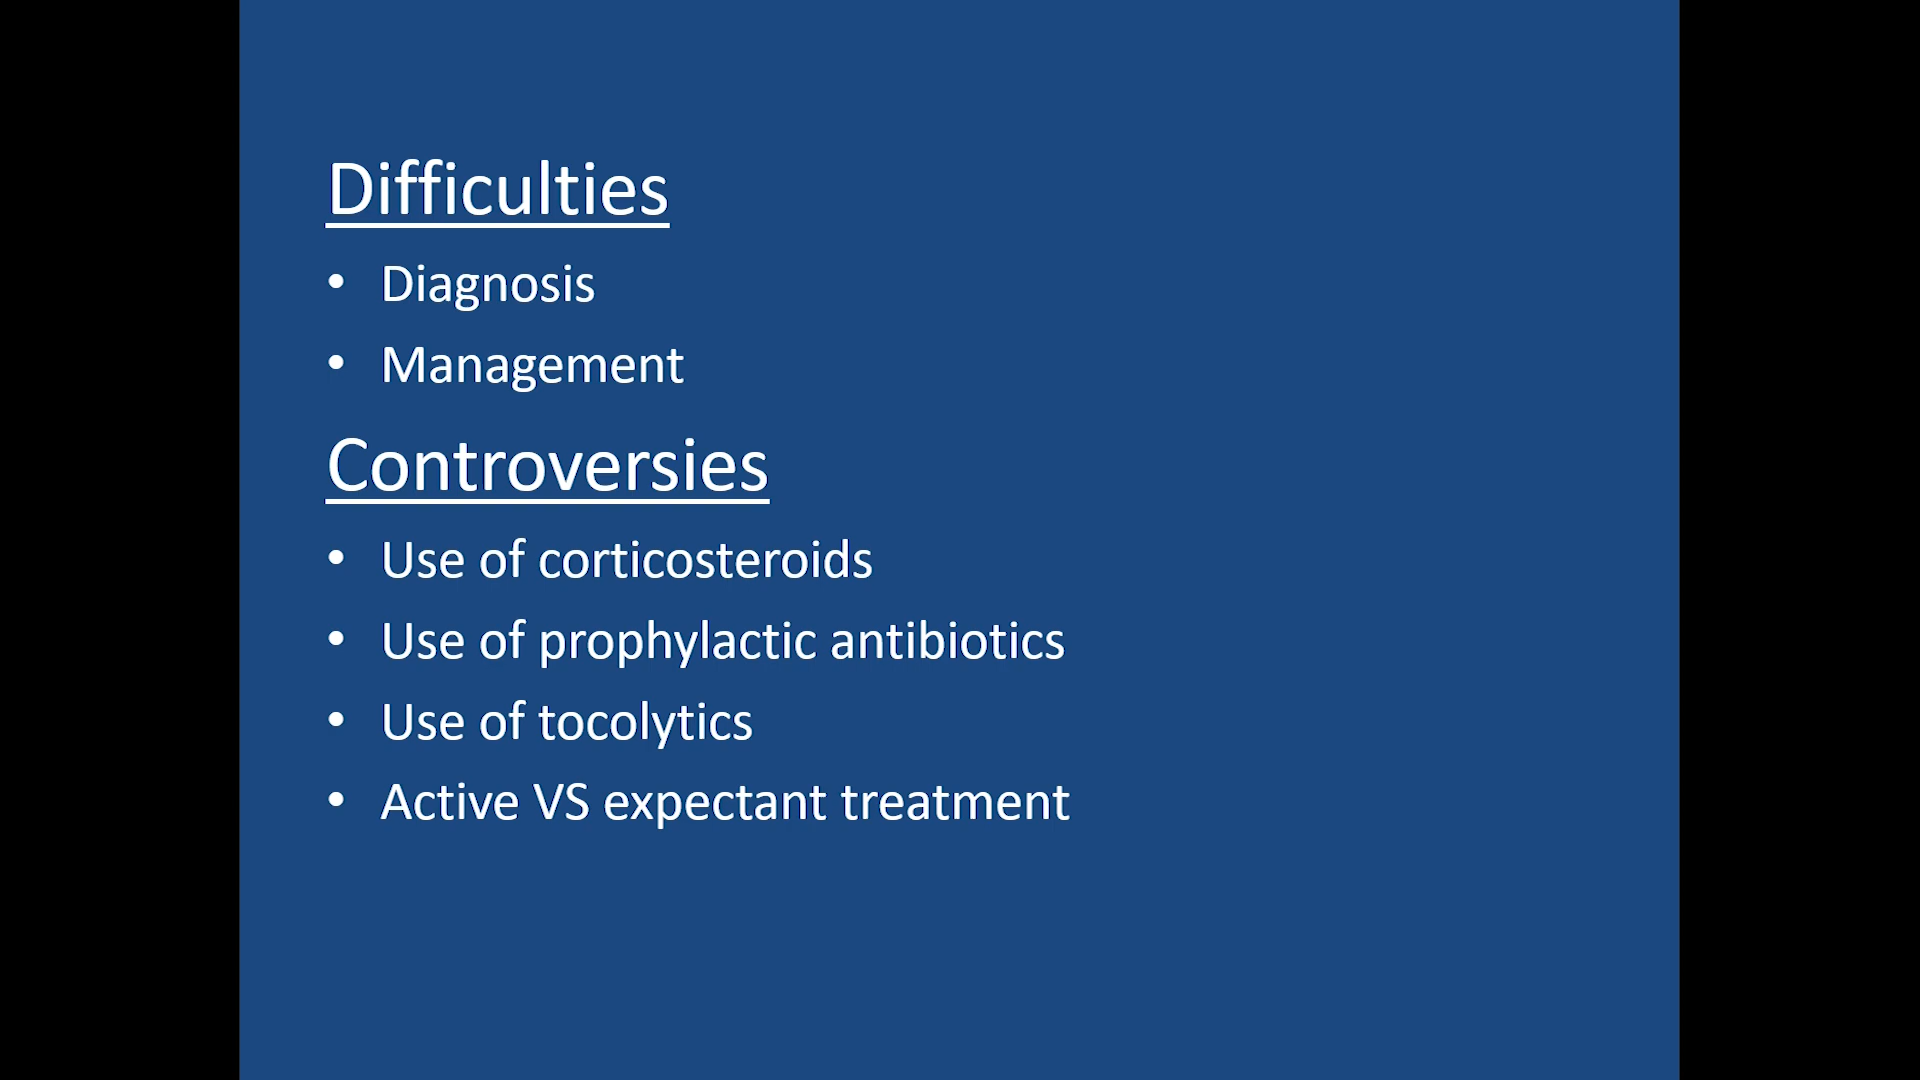 Difficulties
• Diagnosis
• Management
Controversies
• Use of corticosteroids
• Use of prophylactic antibiotics
• Use of tocolytics
• Active VS expectant treatment